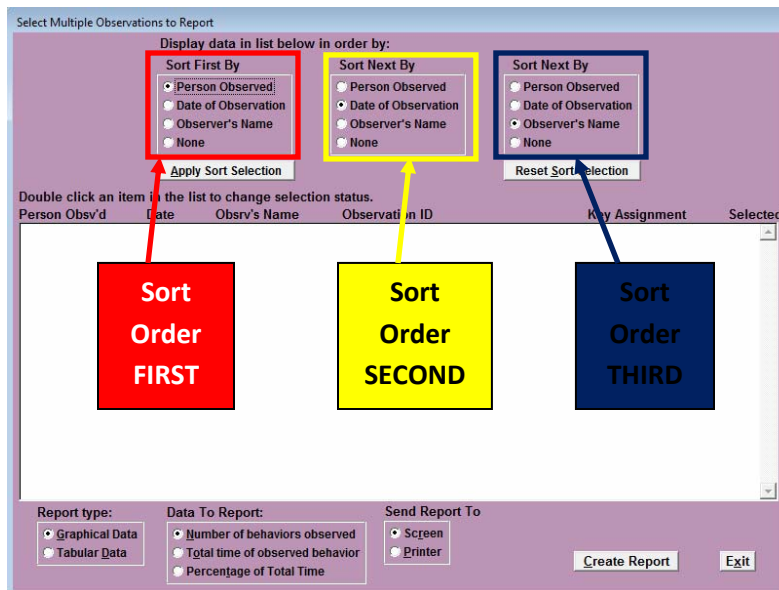 Select Multiple Observations to Report
Display data in list below in order by:
Sort First By
Person Observed
Date of Observation
Observer's Name
None
Sort Next By
Person Observed
Date of Observation
Observer's Name
None
Sort Next By
Person Observed
Date of Observation
Observer's Name
None
Apply Sort Selection
Reset Sort Selection
Double click an item in the list to change selection status.
Person Obsv'd Date Obsrv's Name Observation ID Key Assignment Selected
Sort
Order
FIRST
Sort
Order
SECOND
Sort
Order
THIRD
Report type:
Graphical Data
Tabular Data
Data To Report:
Number of behaviors observed
Total time of observed behavior
Percentage of Total Time
Send Report To
Screen
Printer
Create Report
Exit